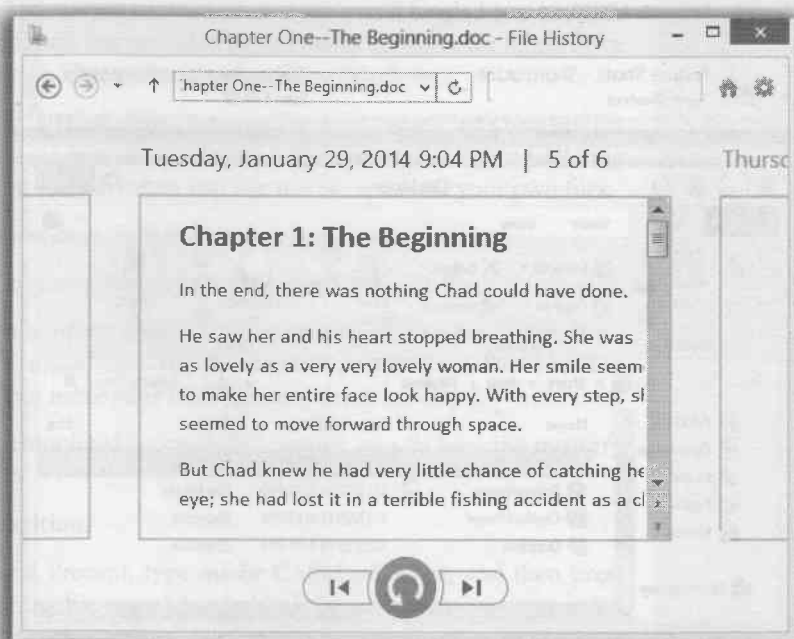 Chapter One--The Beginning.doc - File History
hapter One--The Beginning.doc
Tuesday, January 29, 2014 9:04 PM | 5 of 6
Thursd
Chapter 1: The Beginning
In the end, there was nothing Chad could have done.
He saw her and his heart stopped breathing. She was
as lovely as a very very lovely woman. Her smile seem
to make her entire face look happy. With every step, sl
seemed to move forward through space.
But Chad knew he had very little chance of catching he
eye; she had lost it in a terrible fishing accident as a cl